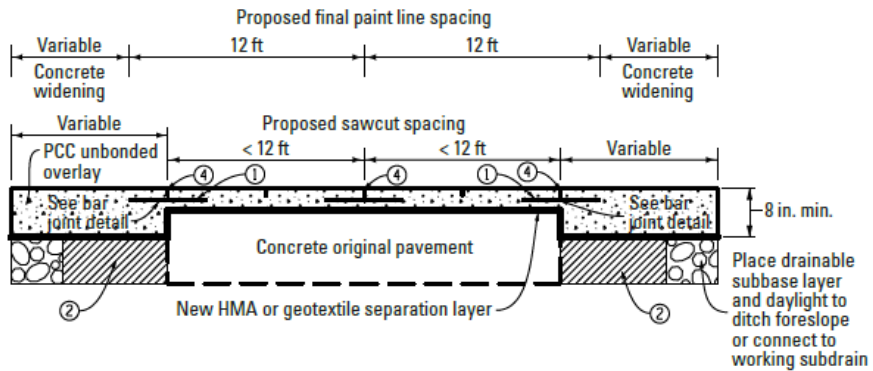 Proposed final paint line spacing
Variable
12 ft
12 ft
Variable
Concrete
widening
Concrete
widening
Variable
Proposed sawcut spacing
PCC unbonded
overlay
< 12 ft
< 12 ft
Variable
4
1
4
1
4
See bar
joint detail
See bar
joint detail
8 in. min.
Concrete original pavement
2
New HMA or geotextile separation layer
2
Place drainable
subbase layer
and daylight to
ditch foreslope
or connect to
working subdrain